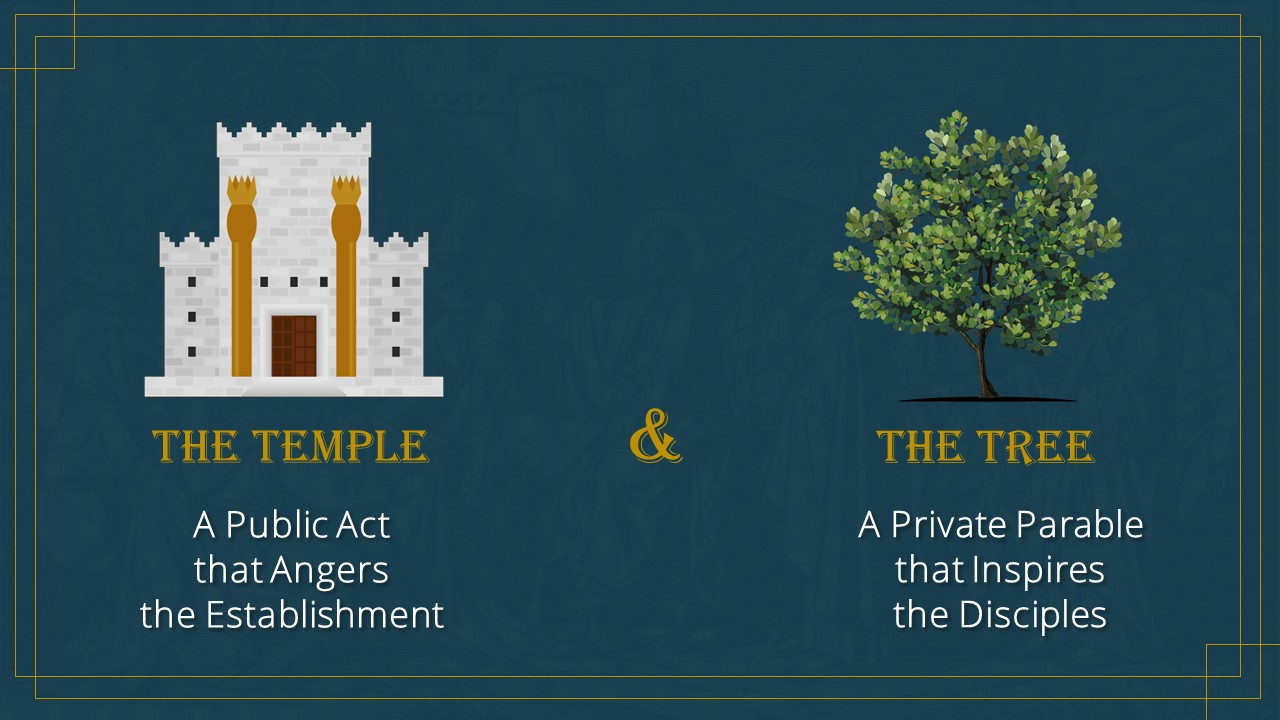 THE TEMPLE
A Public Act
that Angers
the Establishment
&
THE TREE
A Private Parable
that Inspires
the Disciples